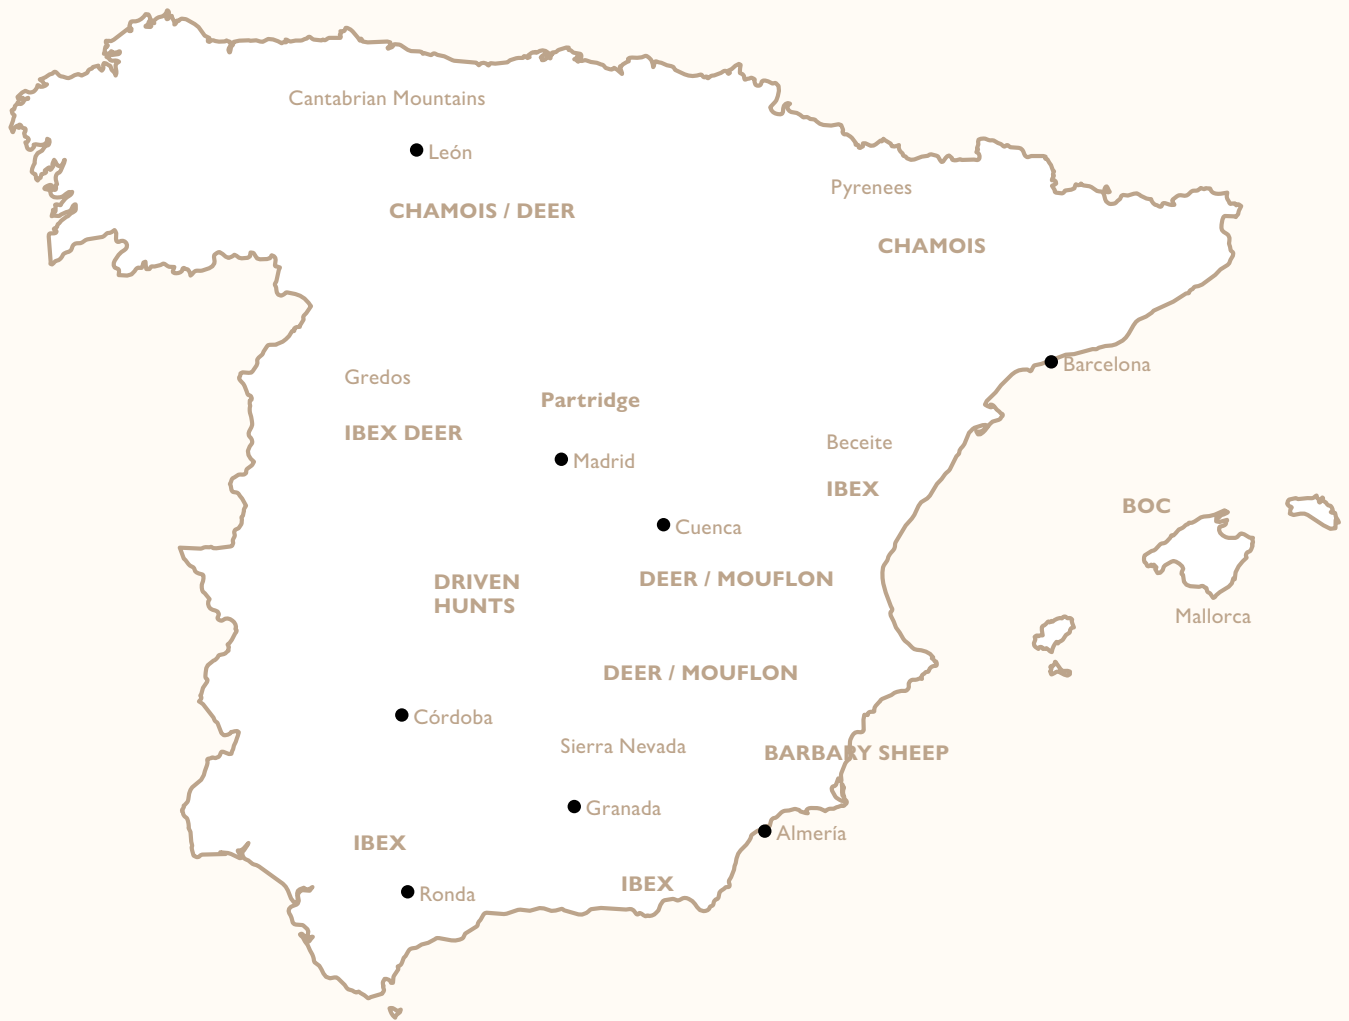 Cantabrian Mountains
León
Pyrenees
CHAMOIS / DEER
CHAMOIS
Barcelona
Gredos
Partridge
IBEX DEER
Beceite
Madrid
IBEX
BOC
Cuenca
DRIVEN
HUNTS
DEER / MOUFLON
Mallorca
DEER / MOUFLON
Córdoba
Sierra Nevada
BARBARY SHEEP
Granada
Almería
IBEX
IBEX
Ronda